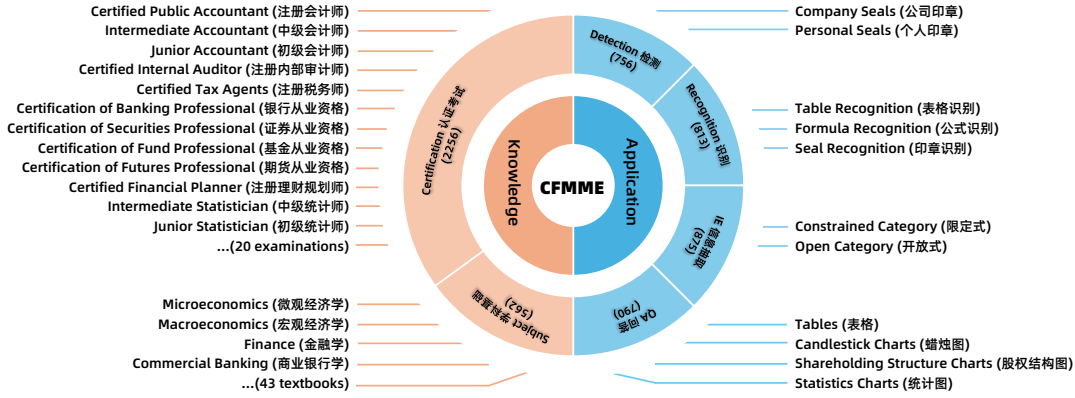 Certified Public Accountant (注册会计师)
Intermediate Accountant (中级会计师)
Junior Accountant (初级会计师)
Certified Internal Auditor (注册内部审计师)
Certified Tax Agents (注册税务师)
Certification of Banking Professional (银行从业资格)
Certification of Securities Professional (证券从业资格)
Certification of Fund Professional (基金从业资格)
Certification of Futures Professional (期货从业资格)
Certified Financial Planner (注册理财规划师)
Intermediate Statistician (中级统计师)
Junior Statistician (初级统计师)
...(20 examinations)
Microeconomics (微观经济学)
Macroeconomics (宏观经济学)
Finance (金融学)
Commercial Banking (商业银行学)
...(43 textbooks)
Certification 认证考试
(2256)
Subject 学科基础
(562)
Knowledge
CFMME
Application
Detection 检测
(756)
Recognition 识别
(813)
IE 信息抽取
(875)
QA 问答
(790)
Company Seals (公司印章)
Personal Seals (个人印章)
Table Recognition (表格识别)
Formula Recognition (公式识别)
Seal Recognition (印章识别)
Constrained Category (限定式)
Open Category (开放式)
Tables (表格)
Candlestick Charts (蜡烛图)
Shareholding Structure Charts (股权结构图)
Statistics Charts (统计图)